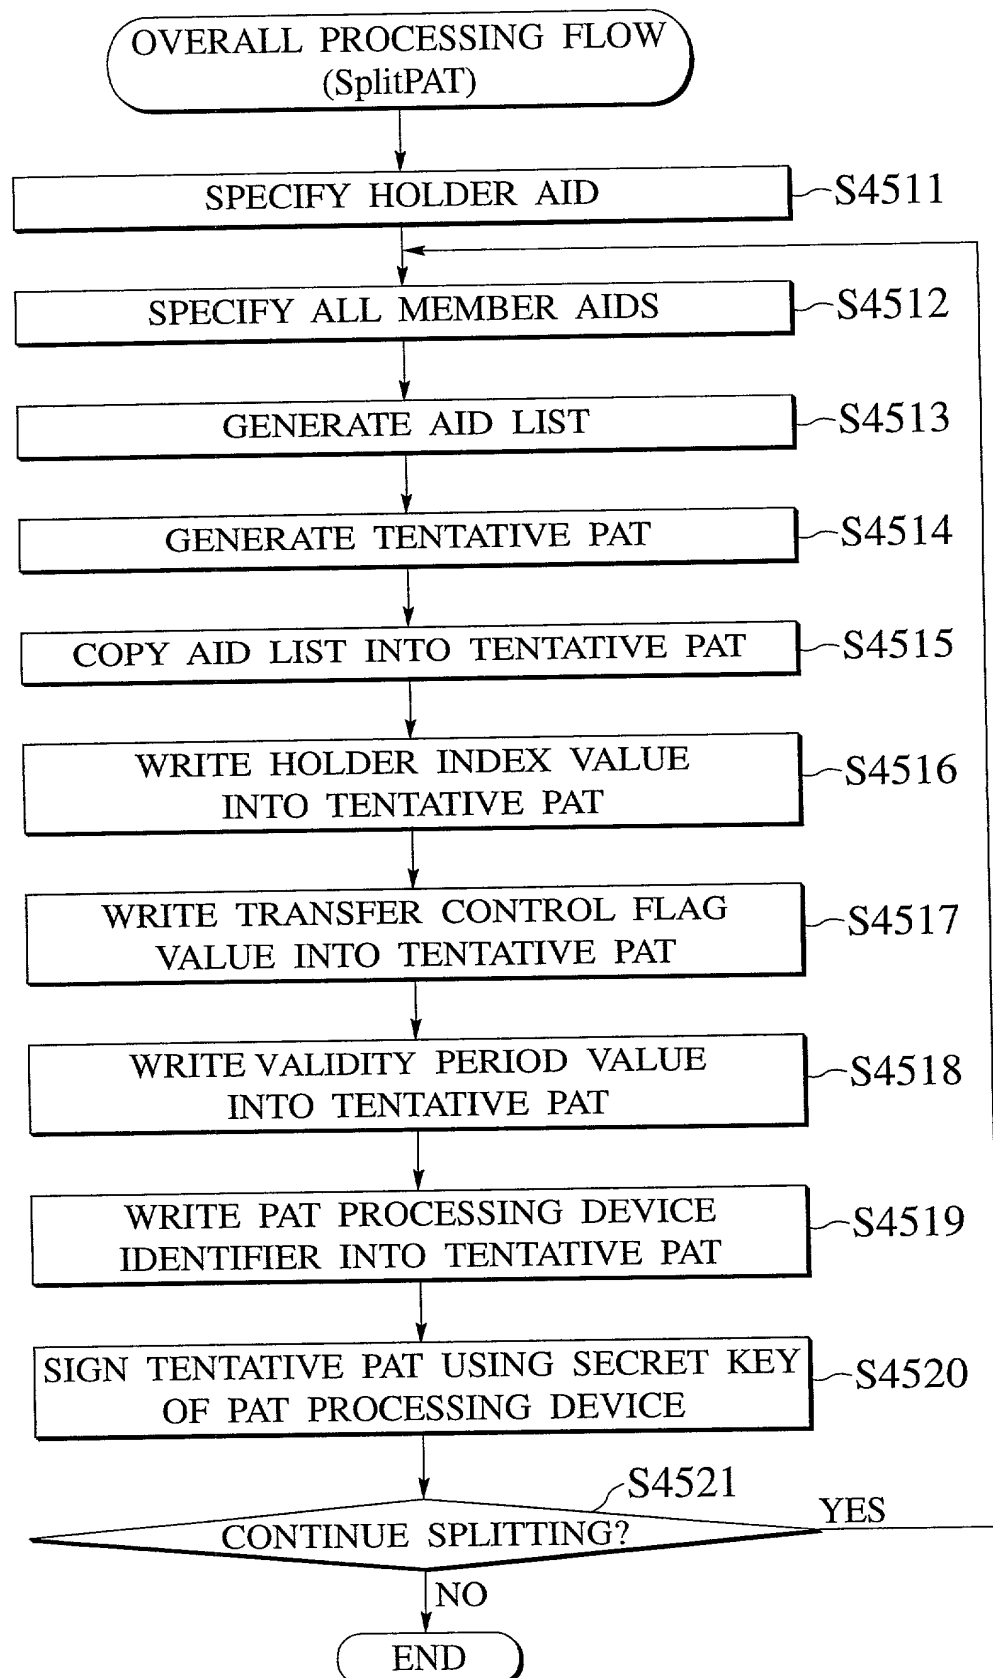 OVERALL PROCESSING FLOW
(SplitPAT)
SPECIFY HOLDER AID
S4511
SPECIFY ALL MEMBER AIDS
S4512
GENERATE AID LIST
S4513
GENERATE TENTATIVE PAT
S4514
COPY AID LIST INTO TENTATIVE PAT
S4515
WRITE HOLDER INDEX VALUE
INTO TENTATIVE PAT
S4516
WRITE TRANSFER CONTROL FLAG
VALUE INTO TENTATIVE PAT
S4517
WRITE VALIDITY PERIOD VALUE
INTO TENTATIVE PAT
S4518
WRITE PAT PROCESSING DEVICE
IDENTIFIER INTO TENTATIVE PAT
S4519
SIGN TENTATIVE PAT USING SECRET KEY
OF PAT PROCESSING DEVICE
S4520
S4521
CONTINUE SPLITTING?
YES
NO
END